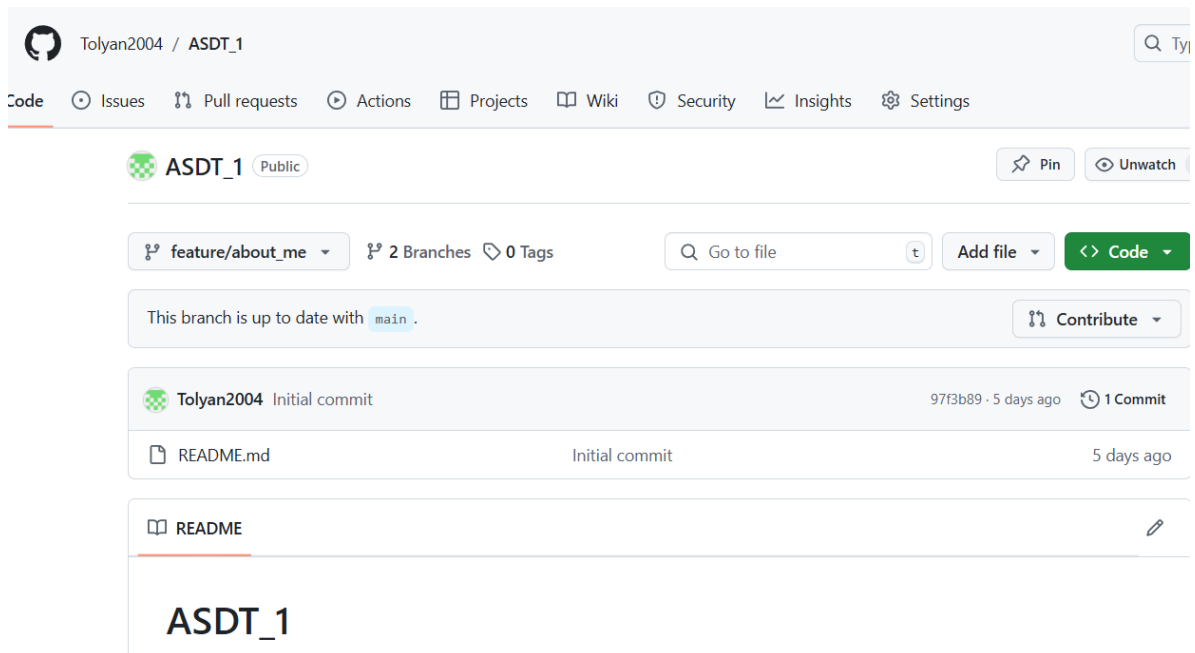 Tolyan2004 / ASDT_1
Code Issues Pull requests Actions Projects Wiki Security Insights Settings
ASDT_1 Public Pin Unwatch
feature/about_me 2 Branches 0 Tags Go to file t Add file Code
This branch is up to date with main. Contribute
Tolyan2004 Initial commit 97f3b89 · 5 days ago 1 Commit
README.md Initial commit 5 days ago
README
ASDT_1